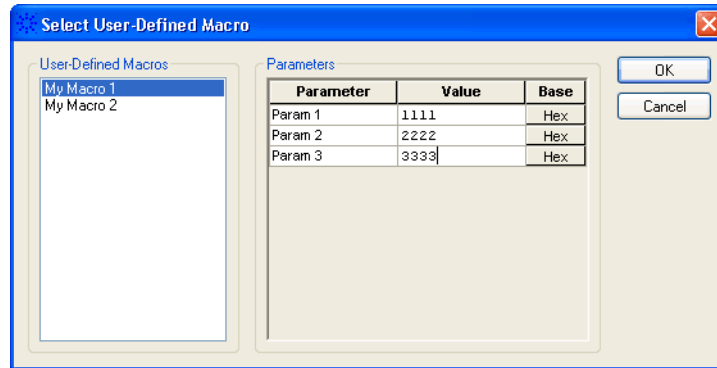 Select User-Defined Macro
User-Defined Macros
My Macro 1
My Macro 2
Parameters
Parameter Value Base
Param 1 1111 Hex
Param 2 2222 Hex
Param 3 3333 Hex
OK
Cancel